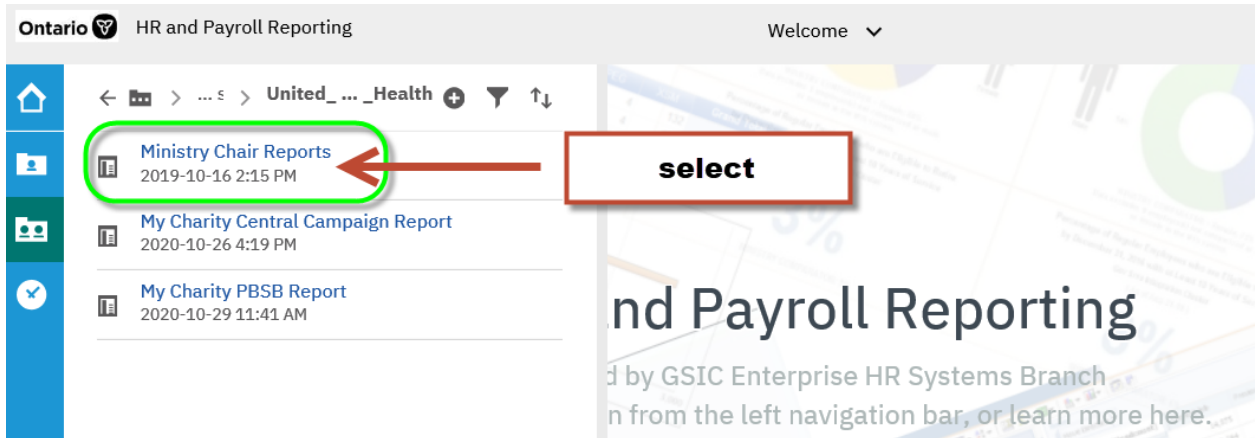 Ontario HR and Payroll Reporting
Welcome
... s > United_ ... _Health
Ministry Chair Reports
2019-10-16 2:15 PM
select
My Charity Central Campaign Report
2020-10-26 4:19 PM
My Charity PBSB Report
2020-10-29 11:41 AM
nd Payroll Reporting
d by GSIC Enterprise HR Systems Branch
n from the left navigation bar, or learn more here.